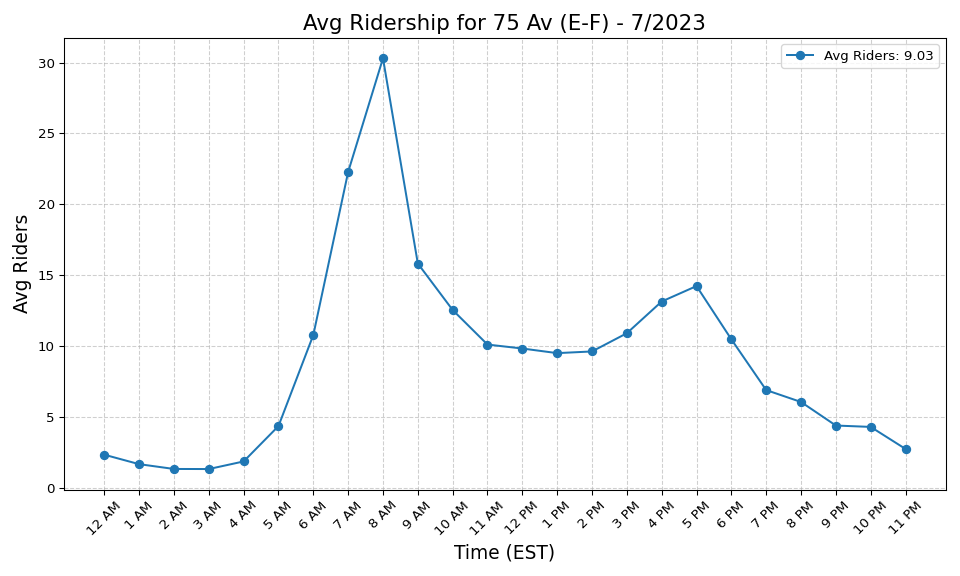 Avg Ridership for 75 Av (E-F) - 7/2023
Avg Riders: 9.03
Avg Riders
30
25
20
15
10
5
0
12 AM
1 AM
2 AM
3 AM
4 AM
5 AM
6 AM
7 AM
8 AM
9 AM
10 AM
11 AM
12 PM
1 PM
2 PM
3 PM
4 PM
5 PM
6 PM
7 PM
8 PM
9 PM
10 PM
11 PM
Time (EST)